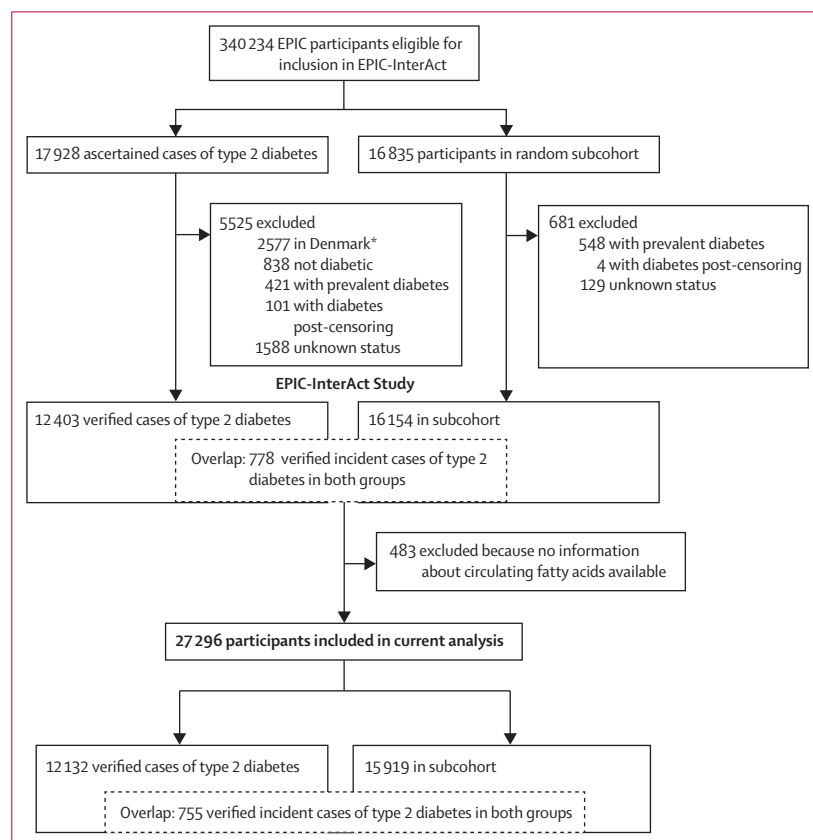 340 234 EPIC participants eligible for
inclusion in EPIC-InterAct
17 928 ascertained cases of type 2 diabetes
16 835 participants in random subcohort
5525 excluded
2577 in Denmark*
838 not diabetic
421 with prevalent diabetes
101 with diabetes
post-censoring
1588 unknown status
681 excluded
548 with prevalent diabetes
4 with diabetes post-censoring
129 unknown status
EPIC-InterAct Study
12 403 verified cases of type 2 diabetes
16 154 in subcohort
Overlap: 778 verified incident cases of type 2
diabetes in both groups
483 excluded because no information
about circulating fatty acids available
27 296 participants included in current analysis
12 132 verified cases of type 2 diabetes
15 919 in subcohort
Overlap: 755 verified incident cases of type 2 diabetes in both groups